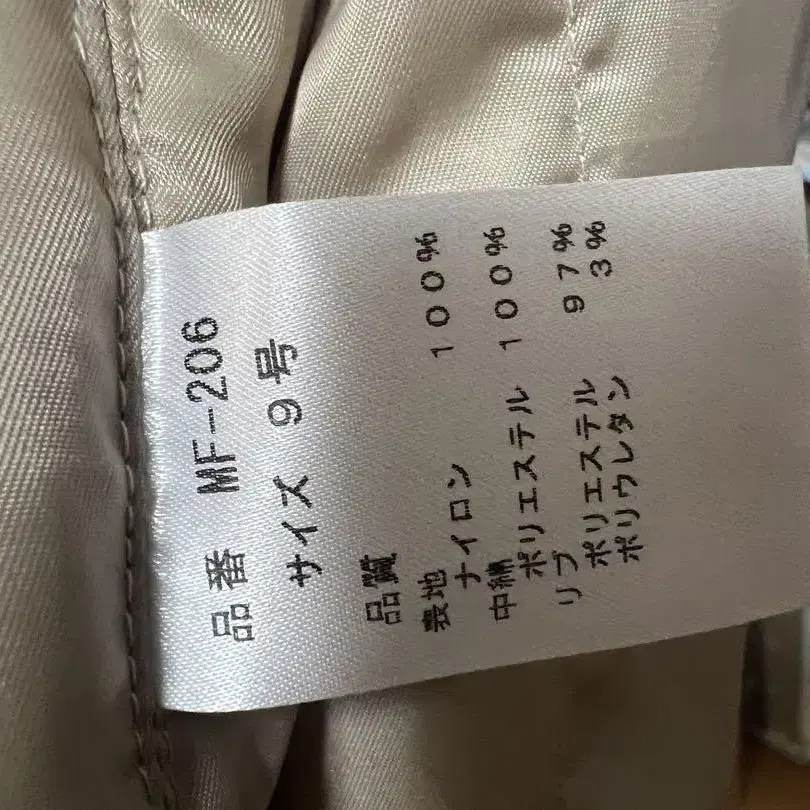 品番 MF-206
サイズ 9号
品質
表地
ナイロン 100%
中綿
ポリエステル 100%
リブ
ポリエステル 97%
ポリウレタン 3%